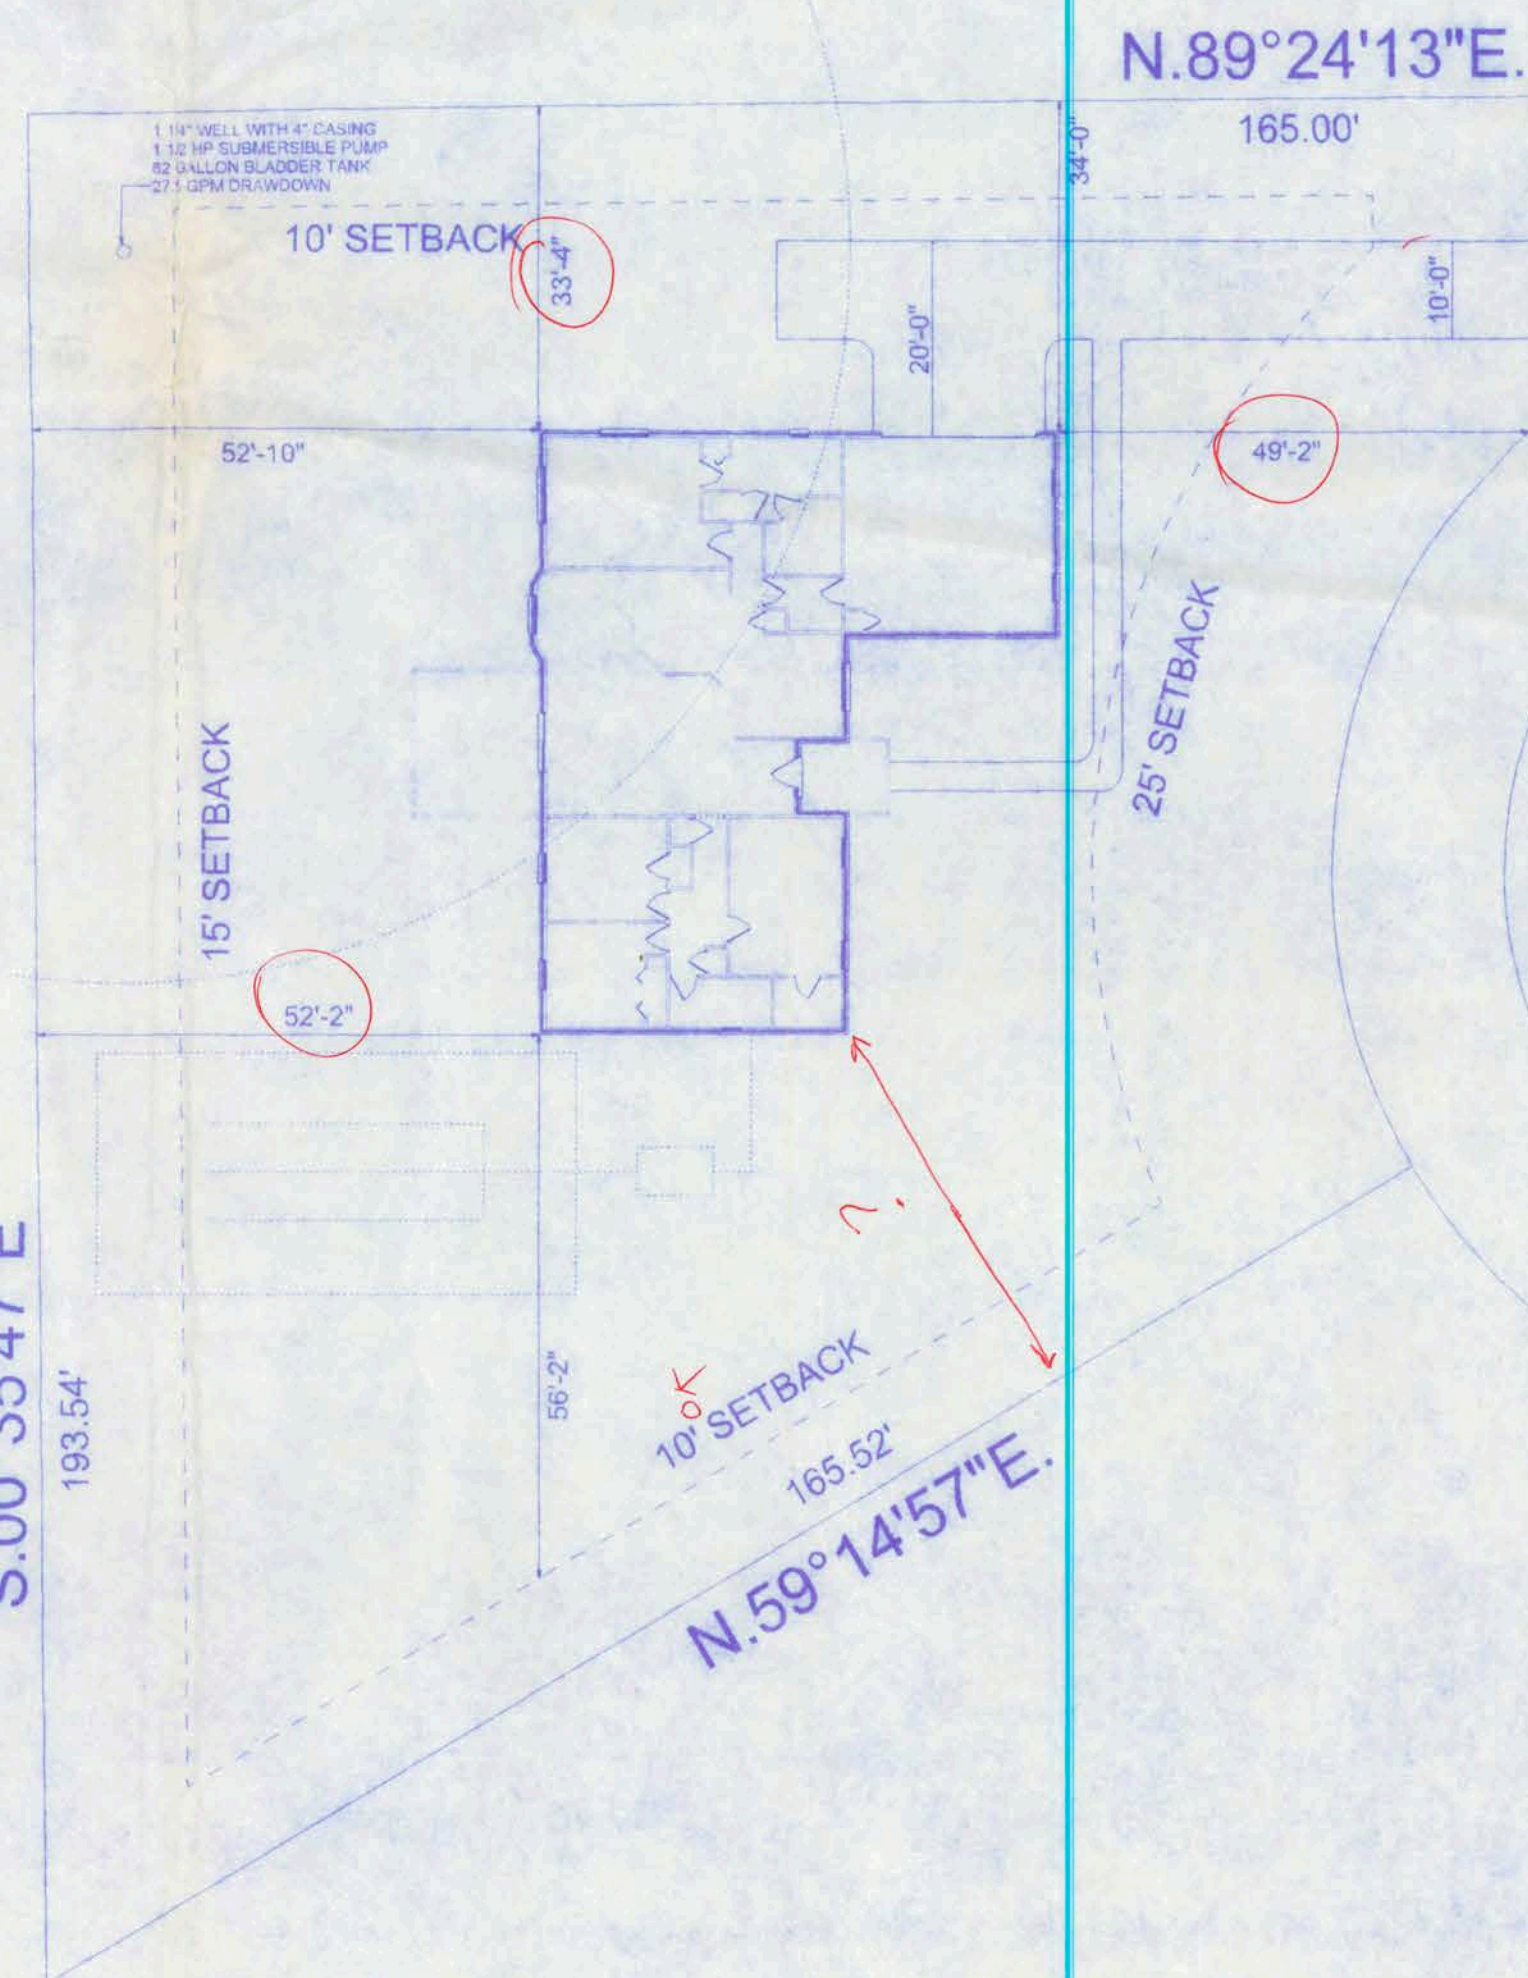 N.89°24'13"E.
165.00'
1 1/4" WELL WITH 4" CASING
1 1/2 HP SUBMERSIBLE PUMP
82 GALLON BLADDER TANK
27.5 GPM DRAWDOWN
34'-0"
10' SETBACK
33'-4"
20'-0"
10'-0"
52'-10"
49'-2"
25' SETBACK
15' SETBACK
52'-2"
?
56'-2"
OK
10' SETBACK
165.52'
N.59°14'57"E.
193.54'